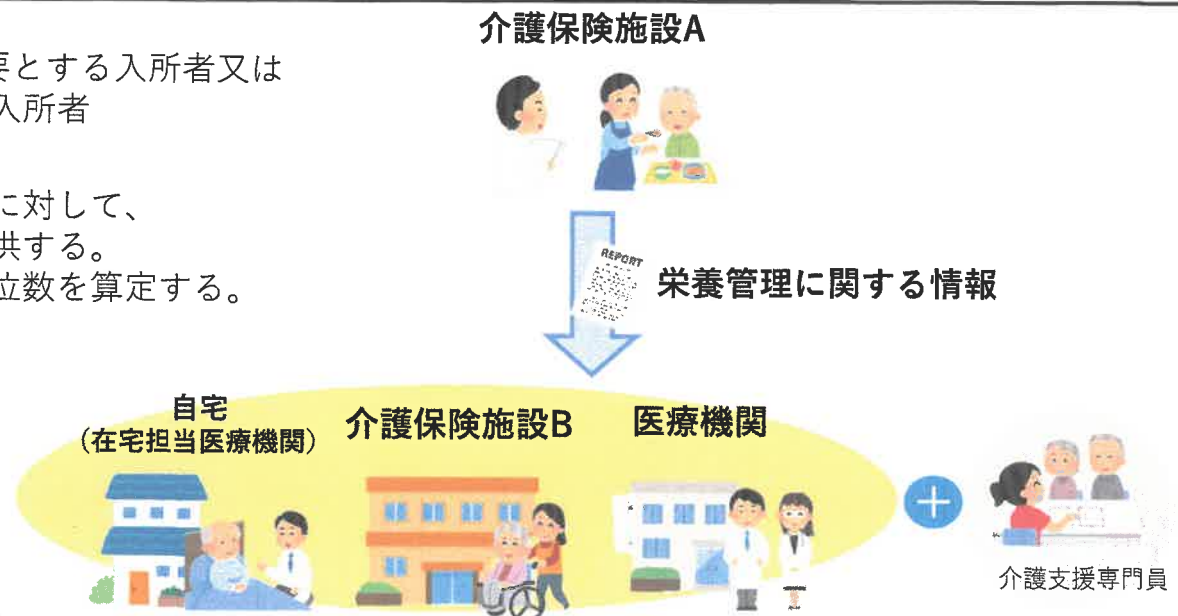 介護保険施設A
要とする入所者又は
入所者
に対して、
供する。
位数を算定する。
REPORT
栄養管理に関する情報
自宅
（在宅担当医療機関）
介護保険施設B
医療機関
介護支援専門員